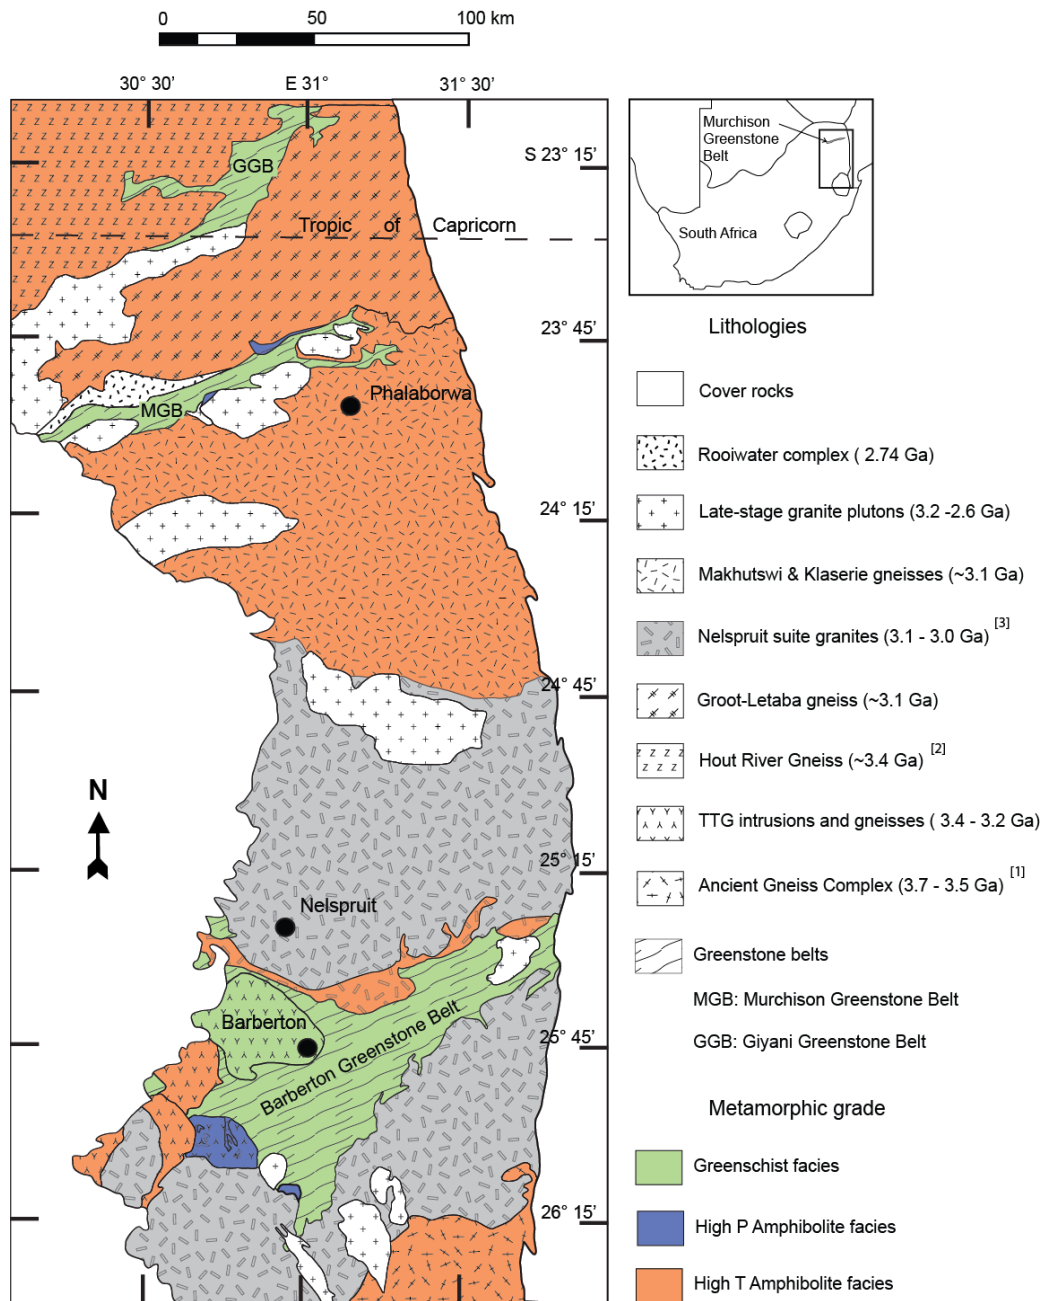 0 50 100 km
30° 30’ E 31° 31° 30’
S 23° 15’
GGB
Tropic of Capricorn
23° 45’
MGB
Phalaborwa
24° 15’
24° 45’
N
25° 15’
Nelspruit
Barberton
Barberton Greenstone Belt
25° 45’
26° 15’
Murchison
Greenstone
Belt
South Africa
Lithologies
Cover rocks
Rooiwater complex ( 2.74 Ga)
Late-stage granite plutons (3.2 -2.6 Ga)
Makhutswi & Klaserie gneisses (~3.1 Ga)
Nelspruit suite granites (3.1 - 3.0 Ga) [3]
Groot-Letaba gneiss (~3.1 Ga)
Hout River Gneiss (~3.4 Ga) [2]
TTG intrusions and gneisses ( 3.4 - 3.2 Ga)
Ancient Gneiss Complex (3.7 - 3.5 Ga) [1]
Greenstone belts
MGB: Murchison Greenstone Belt
GGB: Giyani Greenstone Belt
Metamorphic grade
Greenschist facies
High P Amphibolite facies
High T Amphibolite facies